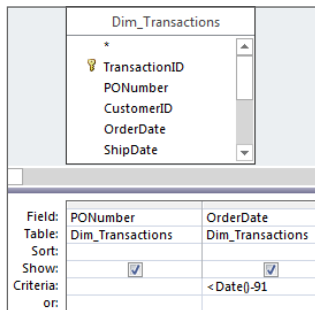 Dim_Transactions
*
TransactionID
PONumber
CustomerID
OrderDate
ShipDate
Field: PONumber OrderDate
Table: Dim_Transactions Dim_Transactions
Sort:
Show:
Criteria: <Date()-91
or: